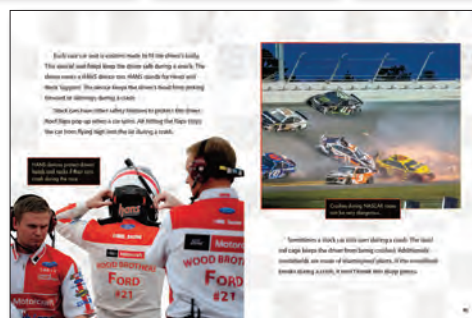 Each race car seat is custom made to fit the driver's body.
This special seat helps keep the driver safe during a crash. The
driver wears a HANS device too. HANS stands for Head and
Neck Support. The device keeps the driver's head from jerking
forward or sideways during a crash.
Stock cars have other safety features to protect the driver.
Roof flaps pop up when a car spins. Air hitting the flaps stops
the car from flying high into the air during a crash.
HANS devices protect drivers'
heads and necks if their cars
crash during the race.
Motorcraft
WOOD BROTHERS
FORD
#21
Motorc
WOOD BROT
FORD
#21
Crashes during NASCAR races
can be very dangerous.
Sometimes a stock car rolls over during a crash. The
roll cage keeps the driver from being crushed. Additionally,
windshields are made of shatterproof plastic. If the windshield
breaks during a crash, it won't break into sharp pieces.